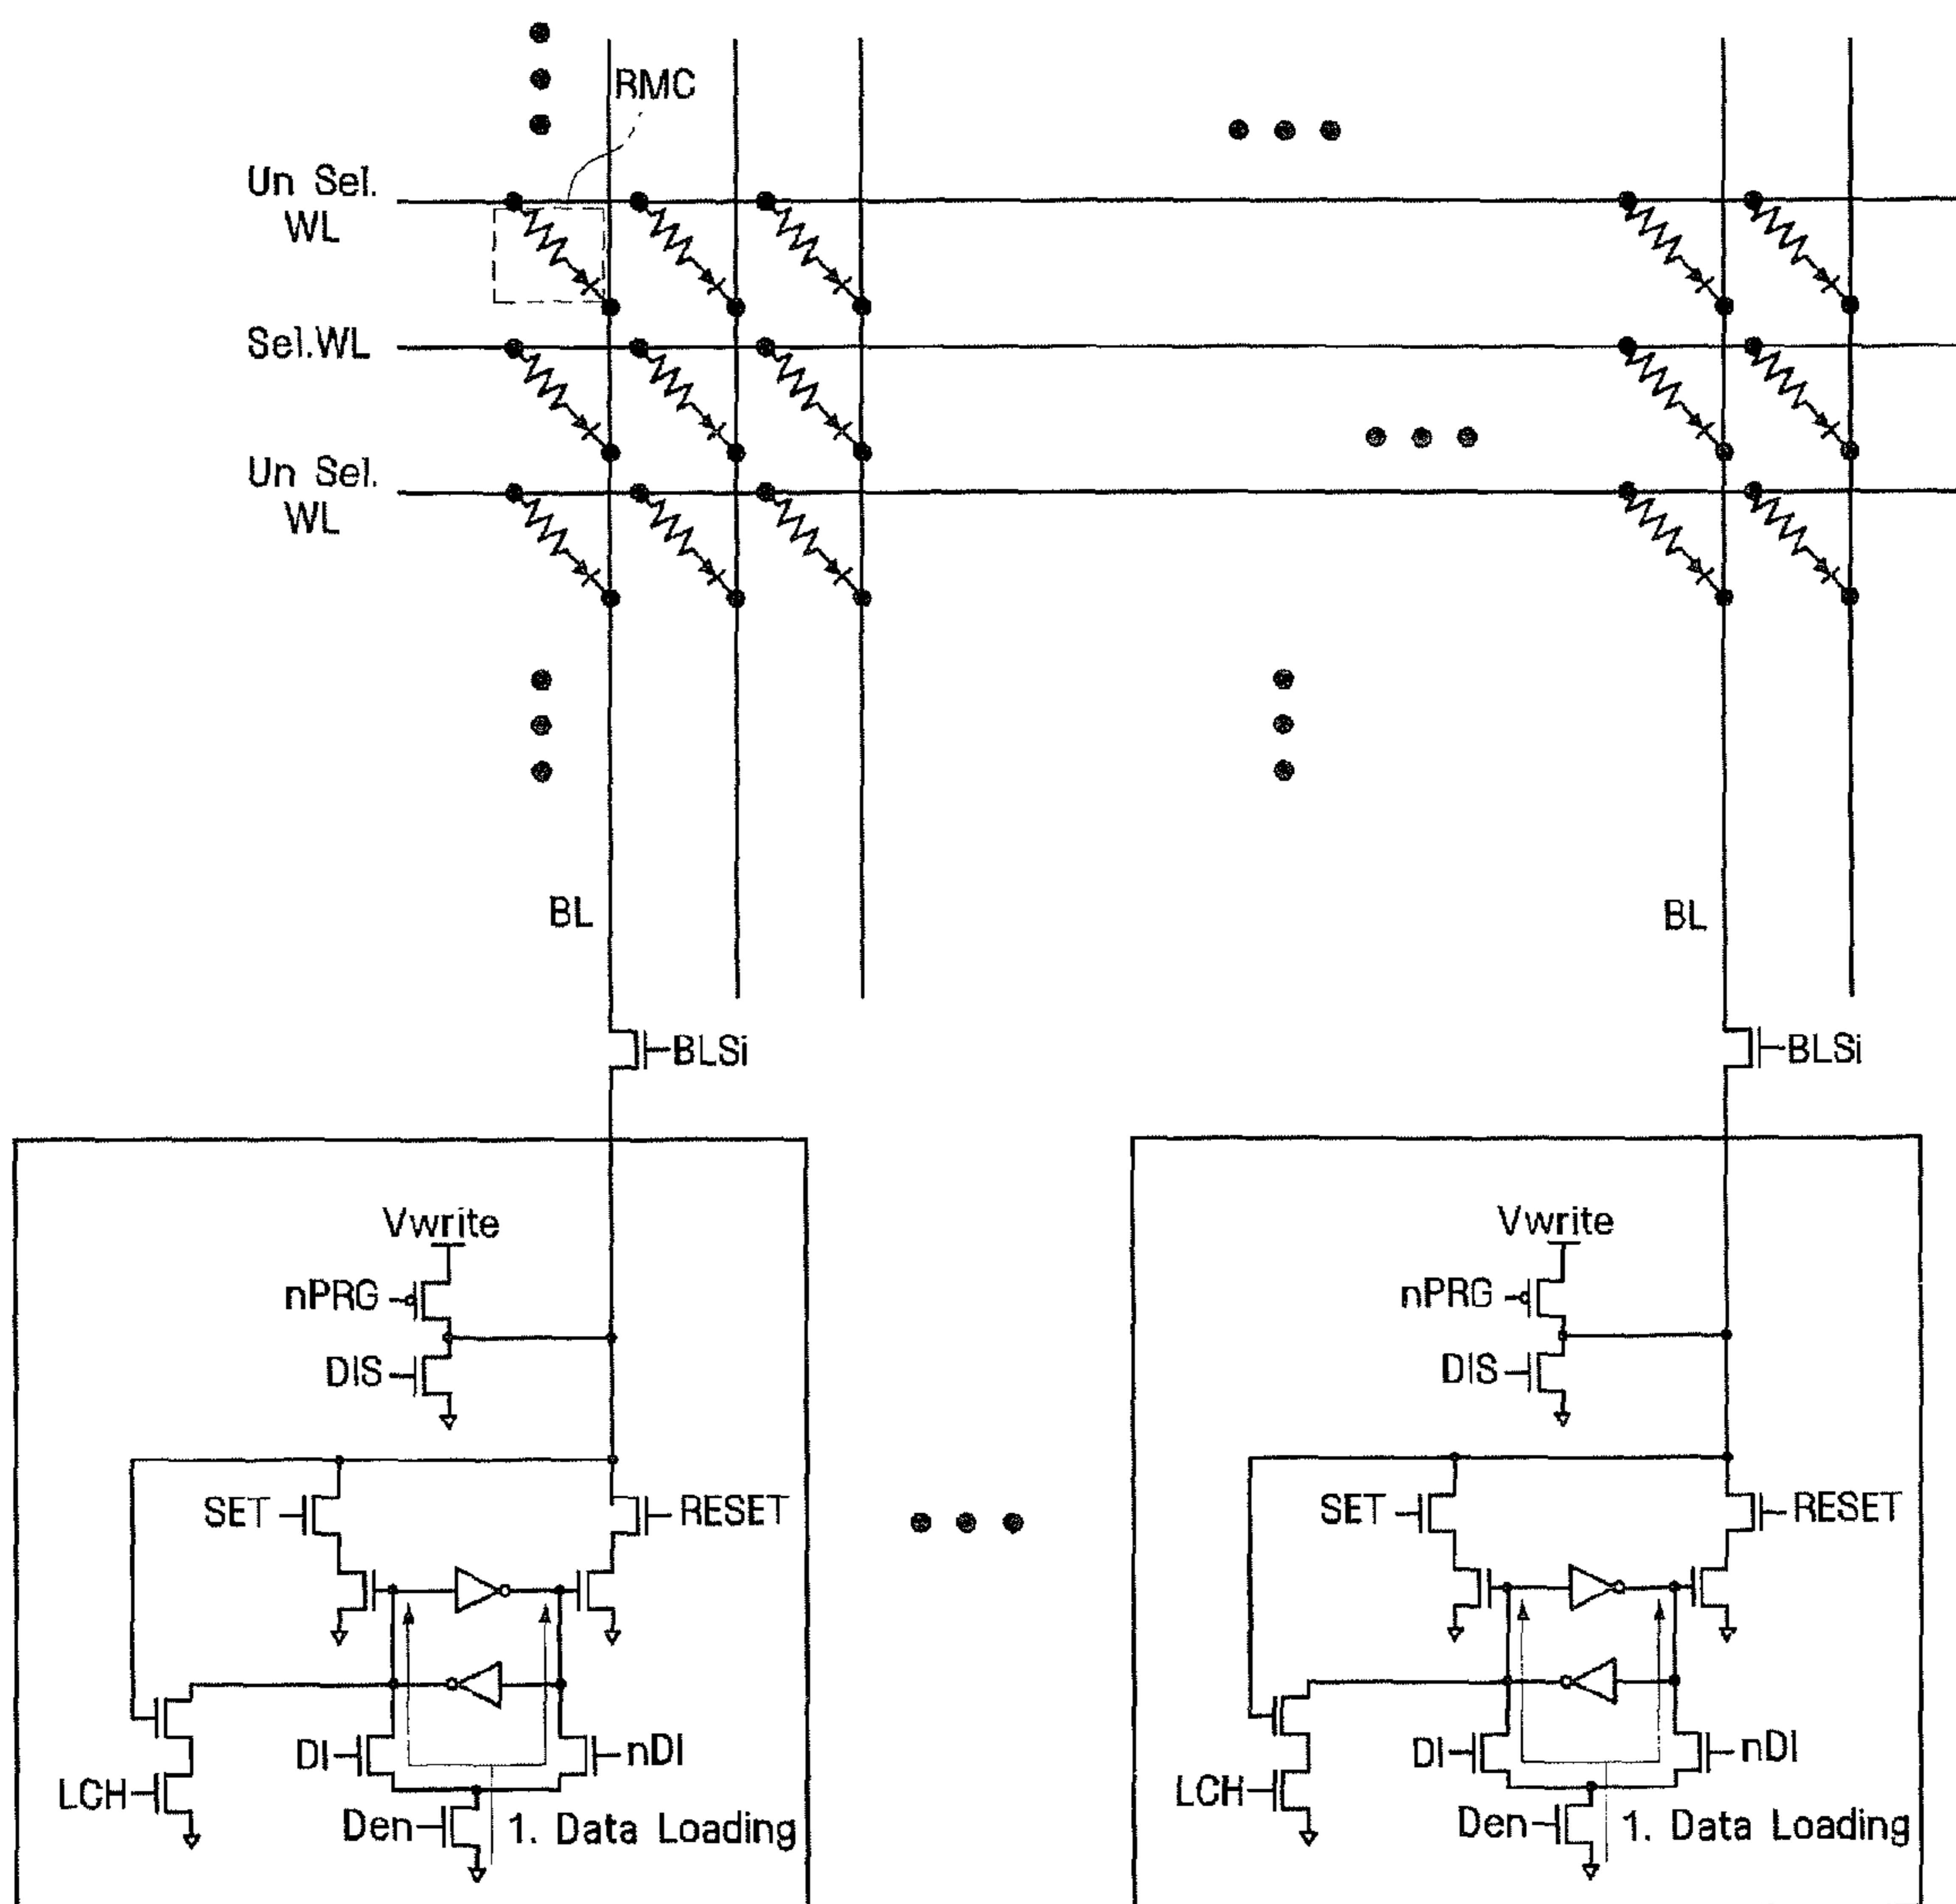 RMC
Un Sel.
WL
Sel.WL
Un Sel.
WL
BL
BL
BLSi
BLSi
Vwrite
nPRG
DIS
SET
RESET
DI
nDI
LCH
Den
1. Data Loading
Vwrite
nPRG
DIS
SET
RESET
DI
nDI
LCH
Den
1. Data Loading